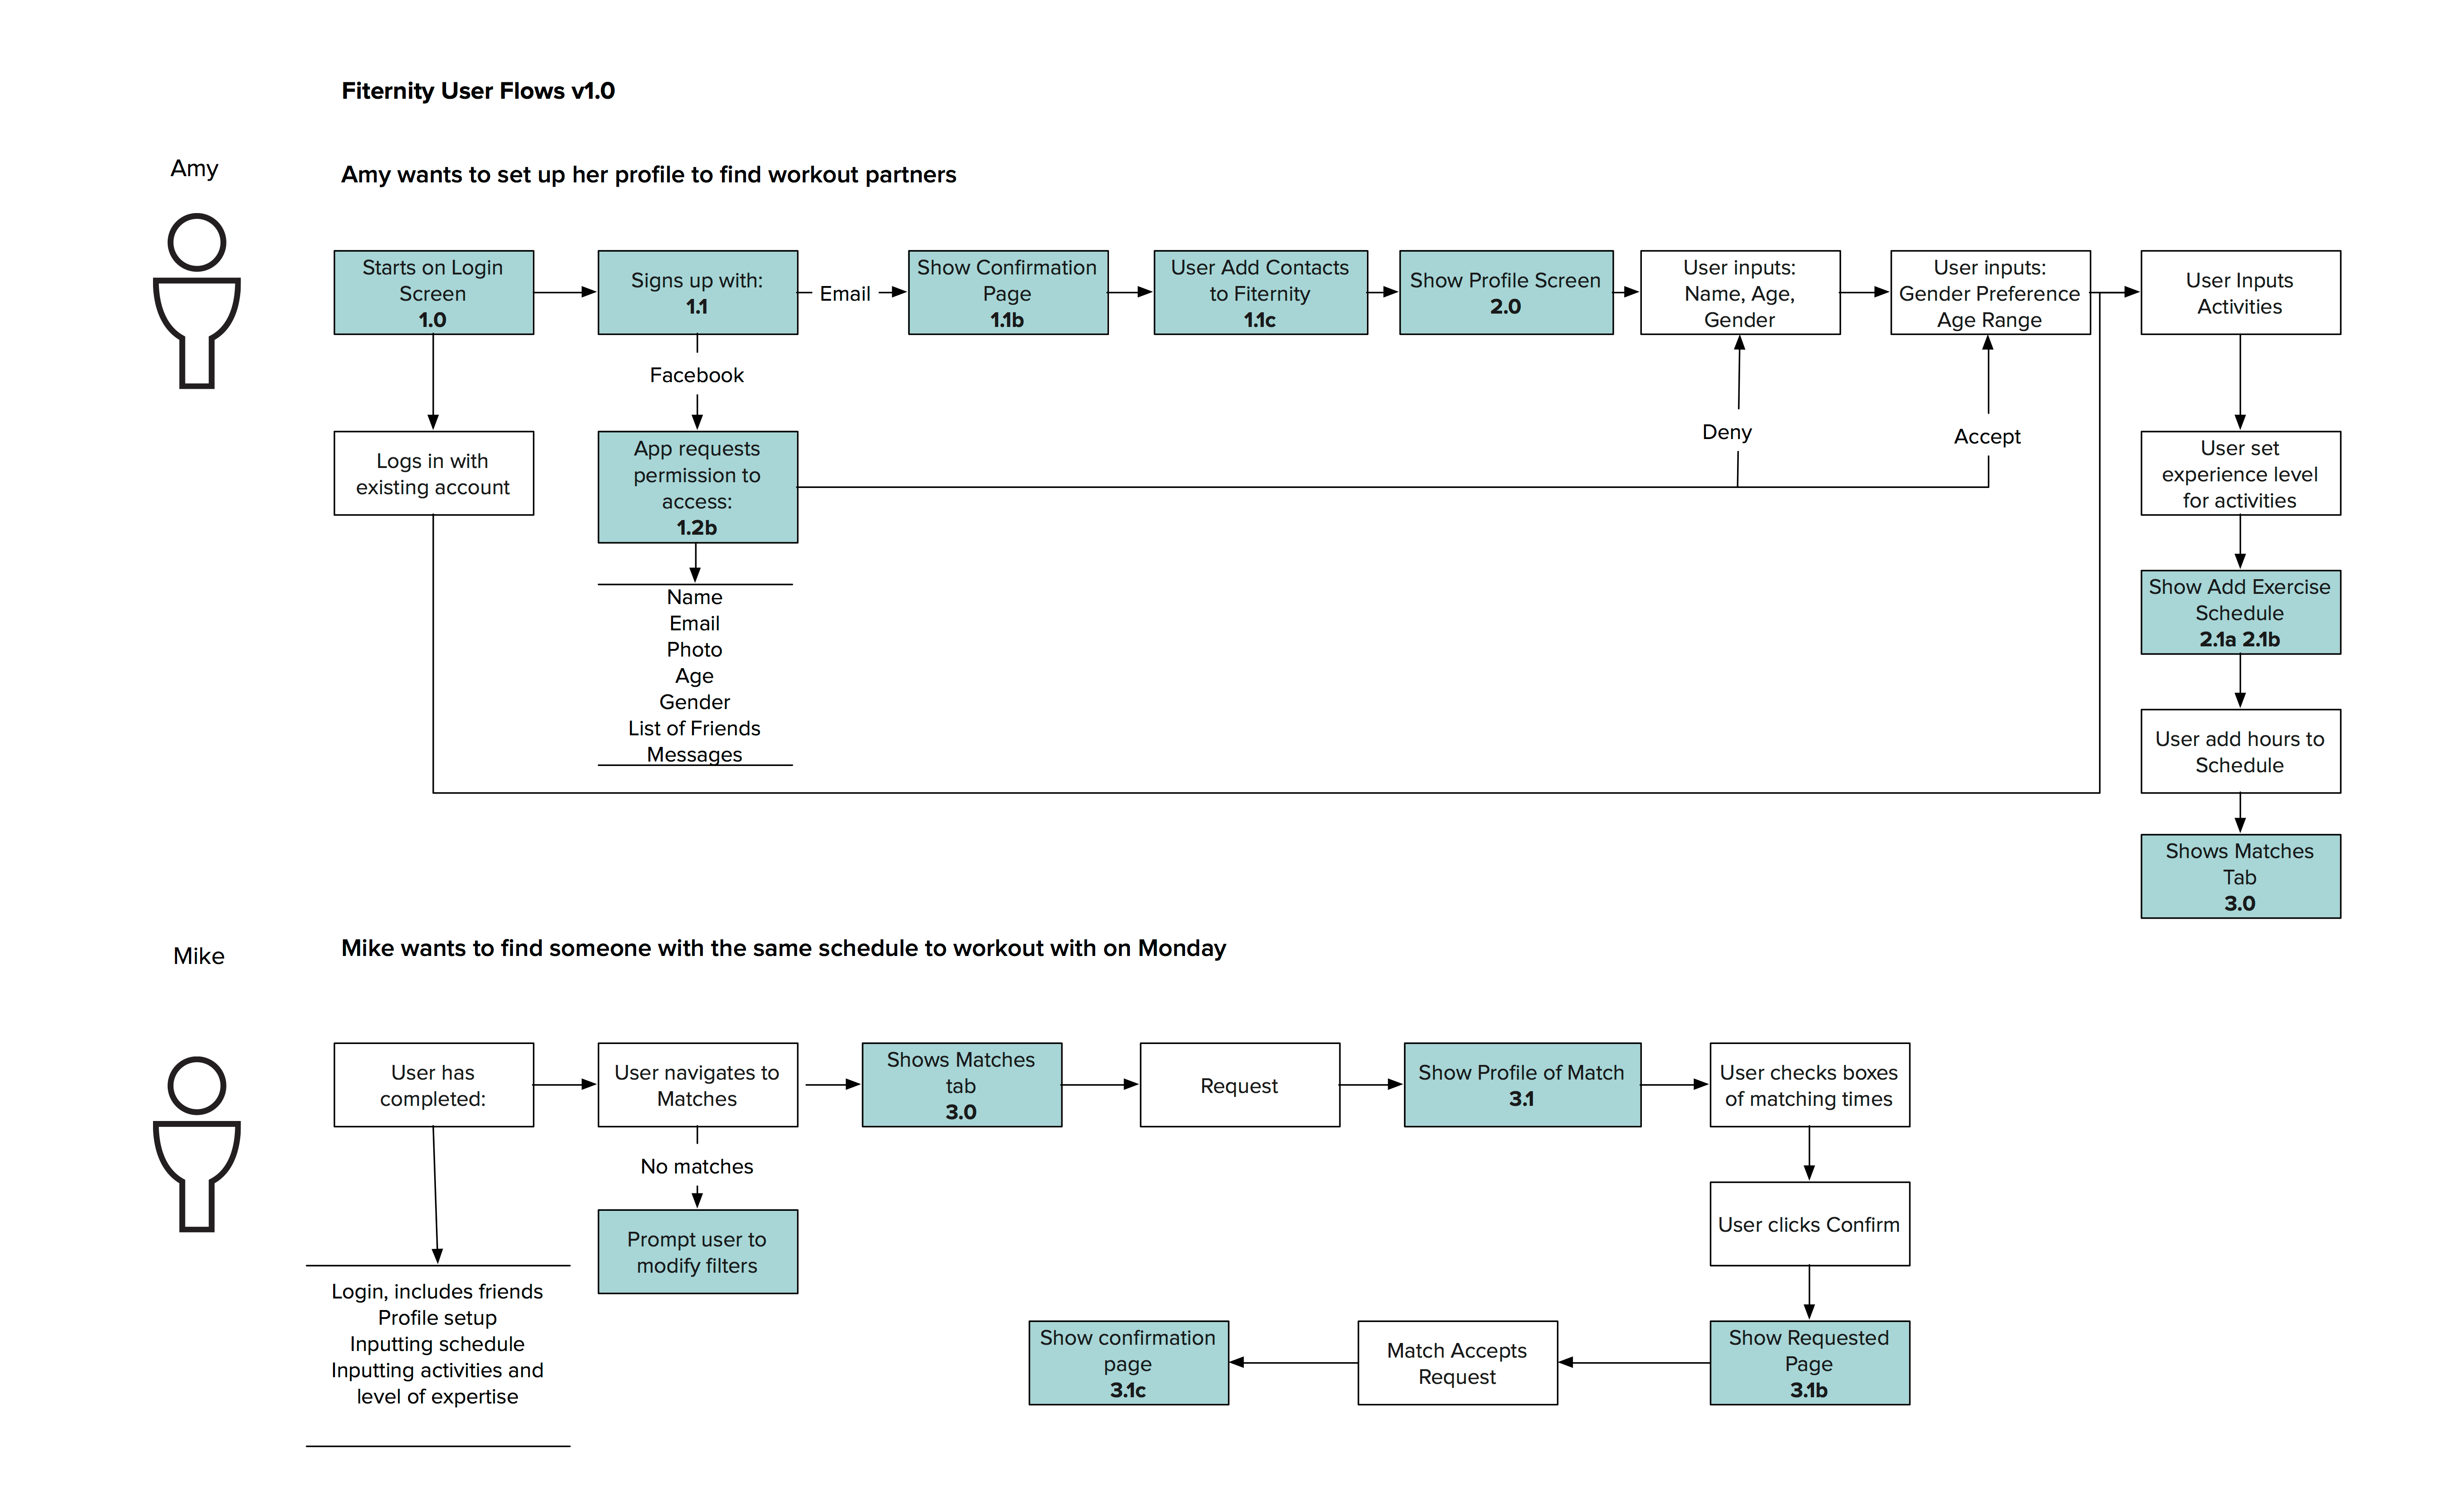 Fiternity User Flows v1.0
Amy
Amy wants to set up her profile to find workout partners
Starts on Login
Screen
1.0
Signs up with:
1.1
Email
Show Confirmation
Page
1.1b
User Add Contacts
to Fiternity
1.1c
Show Profile Screen
2.0
User inputs:
Name, Age,
Gender
User inputs:
Gender Preference
Age Range
User Inputs
Activities
Facebook
Deny
Accept
Logs in with
existing account
App requests
permission to
access:
1.2b
User set
experience level
for activities
Name
Email
Photo
Age
Gender
List of Friends
Messages
Show Add Exercise
Schedule
2.1a 2.1b
User add hours to
Schedule
Shows Matches
Tab
3.0
Mike
Mike wants to find someone with the same schedule to workout with on Monday
User has
completed:
User navigates to
Matches
Shows Matches
tab
3.0
Request
Show Profile of Match
3.1
User checks boxes
of matching times
No matches
Prompt user to
modify filters
User clicks Confirm
Login, includes friends
Profile setup
Inputting schedule
Inputting activities and
level of expertise
Show confirmation
page
3.1c
Match Accepts
Request
Show Requested
Page
3.1b